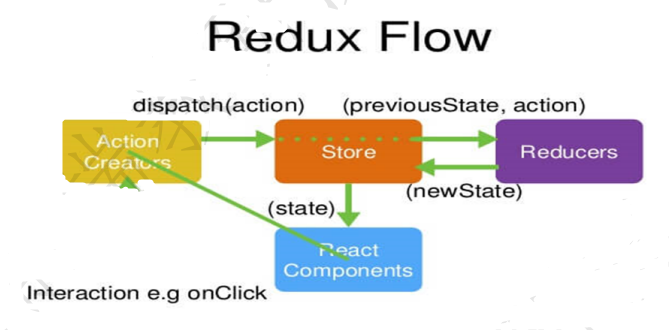 Redux Flow
dispatch(action)
(previousState, action)
Action
Creators
Store
Reducers
(newState)
(state)
React
Components
Interaction e.g onClick